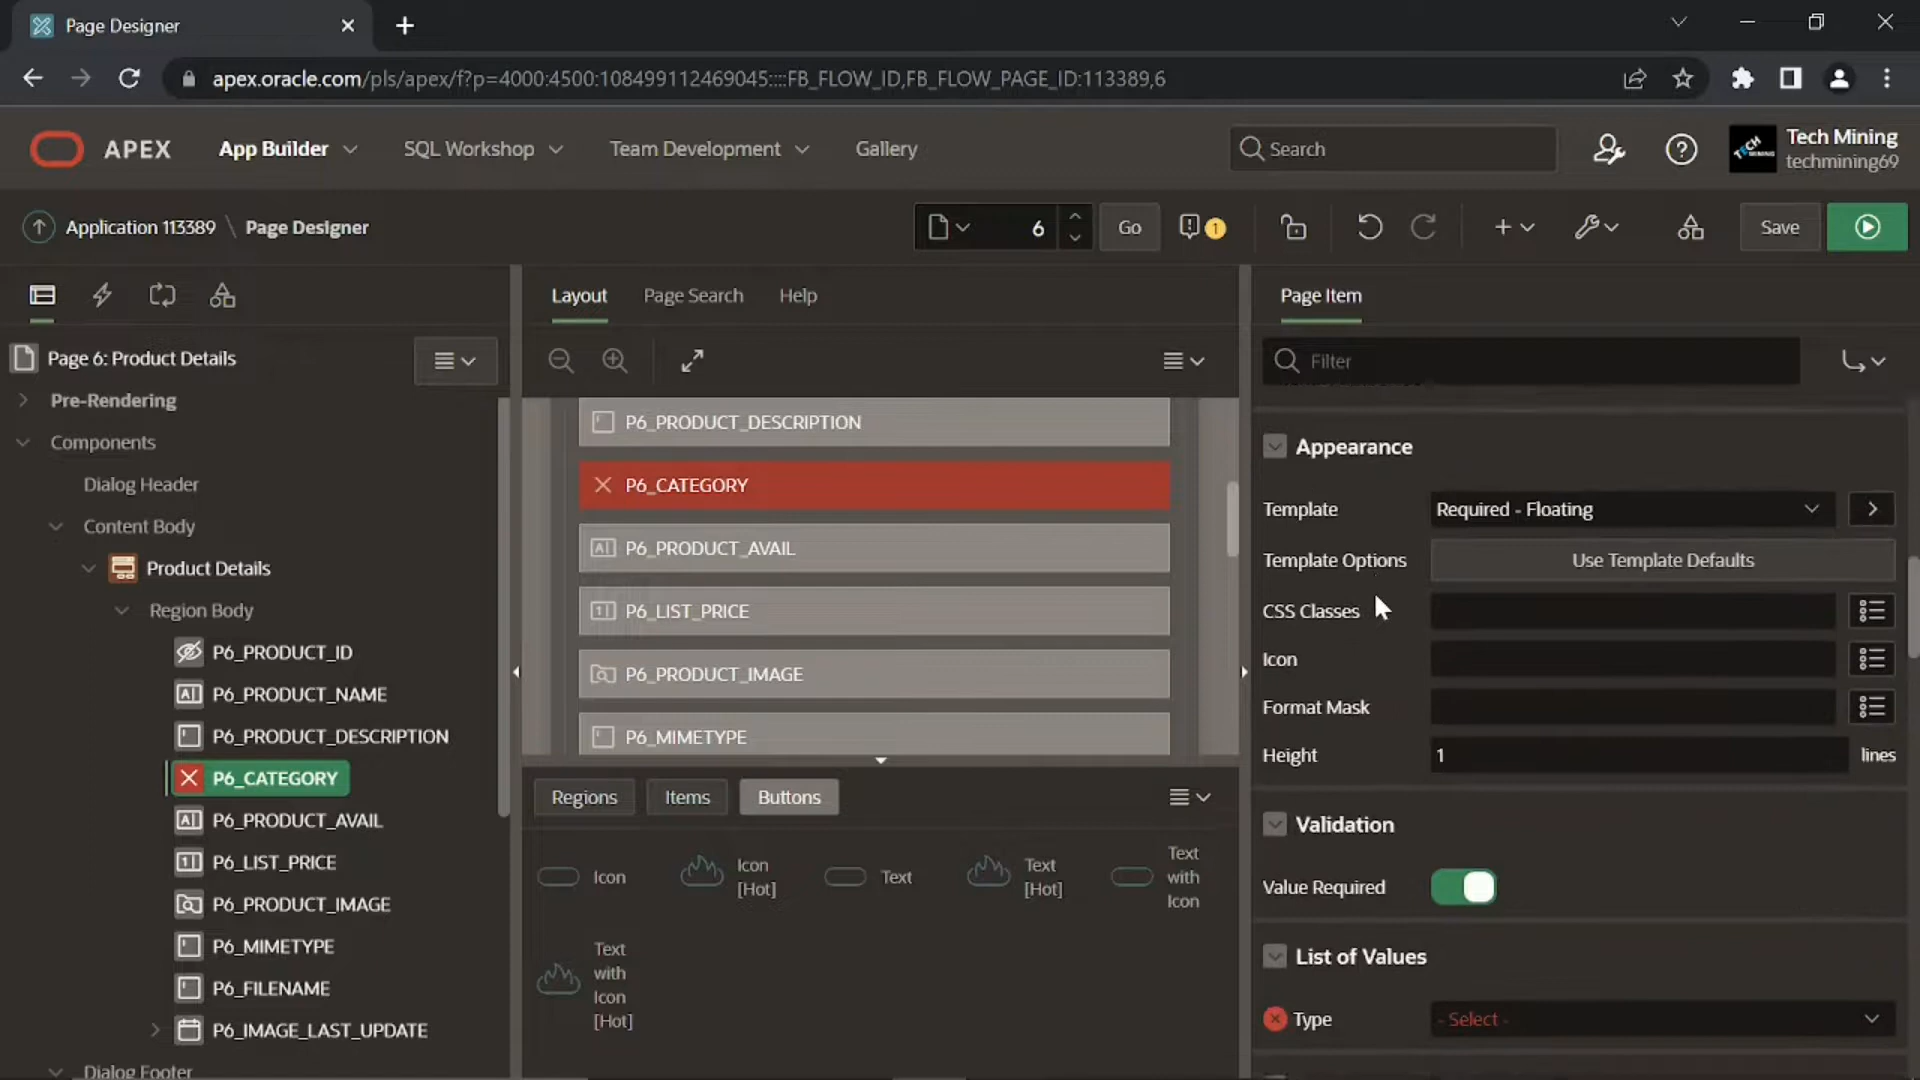 Page Designer
apex.oracle.com/pls/apex/f?p=4000:4500:108499112469045::::FB_FLOW_ID,FB_FLOW_PAGE_ID:113389,6
APEX App Builder SQL Workshop Team Development Gallery Search Tech Mining
techmining69
Application 113389 \ Page Designer 6 Go 1 Save
Layout Page Search Help Page Item
Page 6: Product Details
Filter
Pre-Rendering
Components
Dialog Header
Content Body
Product Details
Region Body
P6_PRODUCT_ID
P6_PRODUCT_NAME
P6_PRODUCT_DESCRIPTION
P6_CATEGORY
P6_PRODUCT_AVAIL
P6_LIST_PRICE
P6_PRODUCT_IMAGE
P6_MIMETYPE
P6_FILENAME
P6_IMAGE_LAST_UPDATE
Dialog Footer
P6_PRODUCT_DESCRIPTION
P6_CATEGORY
P6_PRODUCT_AVAIL
P6_LIST_PRICE
P6_PRODUCT_IMAGE
P6_MIMETYPE
Regions Items Buttons
Icon
Icon
[Hot]
Text
Text
[Hot]
Text
with
Icon
Text
with
Icon
[Hot]
Appearance
Template Required - Floating
Template Options Use Template Defaults
CSS Classes
Icon
Format Mask
Height 1 lines
Validation
Value Required
List of Values
Type - Select -